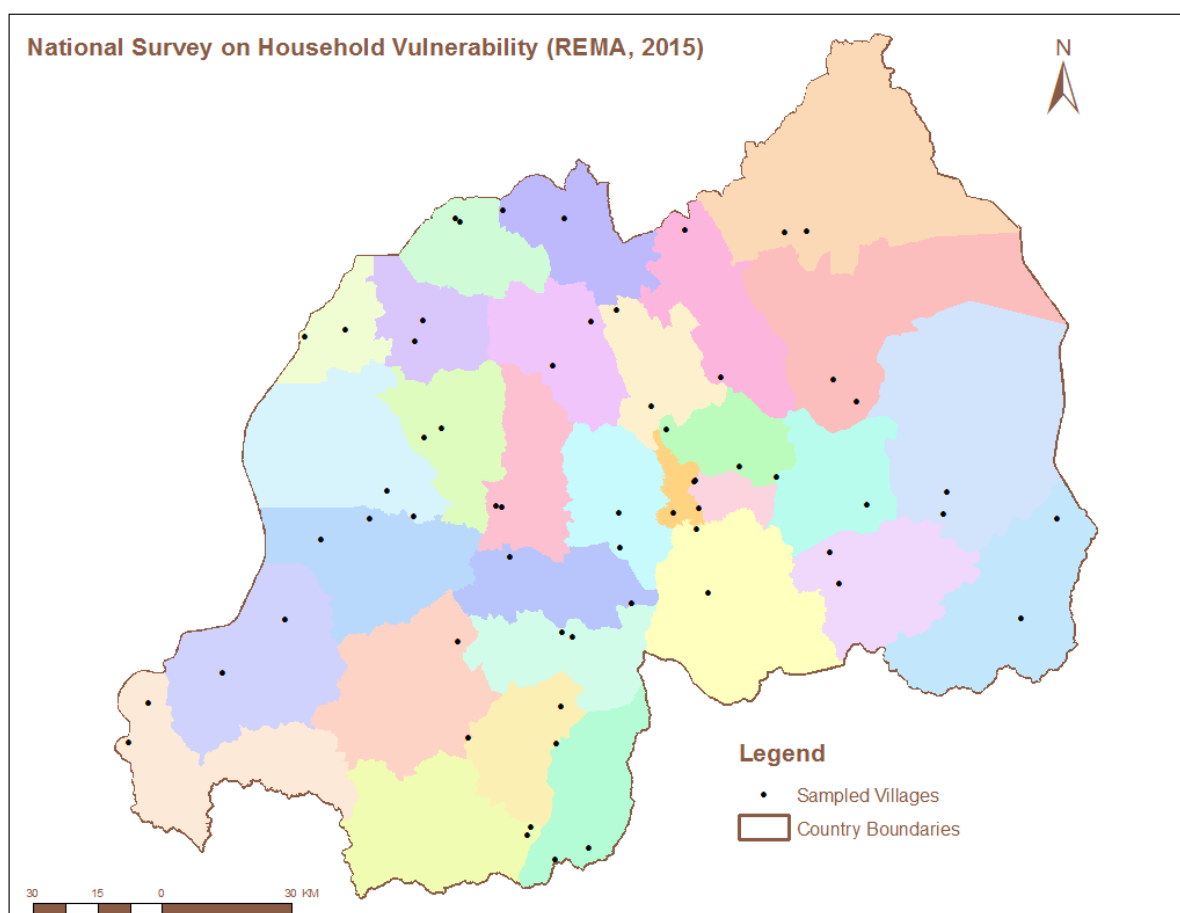 National Survey on Household Vulnerability (REMA, 2015)
N
Legend
Sampled Villages
Country Boundaries
30 15 0 30 KM